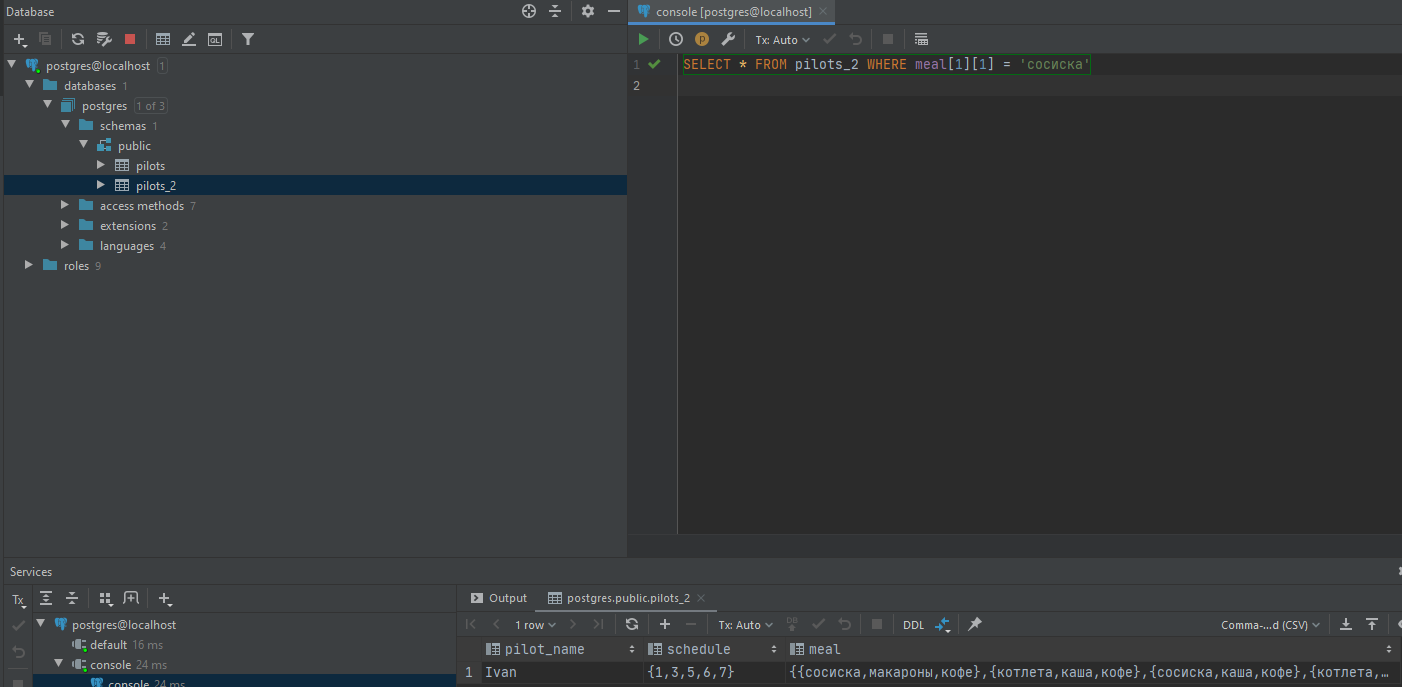 Database
postgres@localhost 1
databases 1
postgres 1 of 3
schemas 1
public
pilots
pilots_2
access methods 7
extensions 2
languages 4
roles 9
console [postgres@localhost]
Tx: Auto
1 SELECT * FROM pilots_2 WHERE meal[1][1] = 'сосиска'
2
Services
Tx
postgres@localhost
default 16 ms
console 24 ms
console 24 ms
Output postgres.public.pilots_2
1 row Tx: Auto DB DDL Comma-...d (CSV)
pilot_name schedule meal
1 Ivan {1,3,5,6,7} {{сосиска,макароны,кофе},{котлета,каша,кофе},{сосиска,каша,кофе},{котлета,…